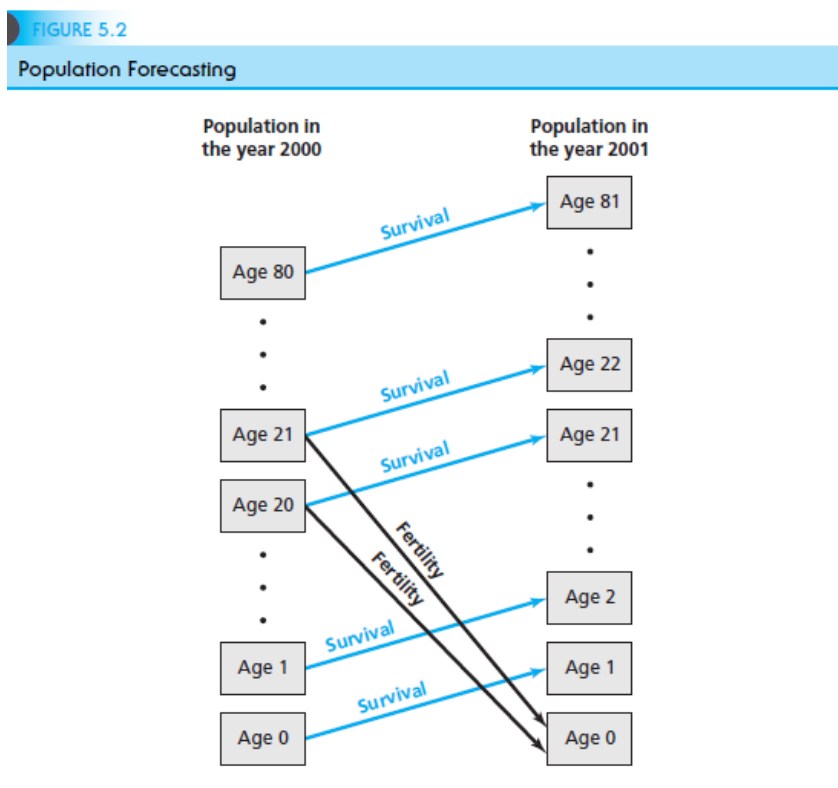 FIGURE 5.2
Population Forecasting
Population in
the year 2000
Population in
the year 2001
Age 81
Survival
Age 80
Age 22
Survival
Age 21
Age 21
Survival
Age 20
Fertility
Fertility
Age 2
Survival
Age 1
Age 1
Survival
Age 0
Age 0